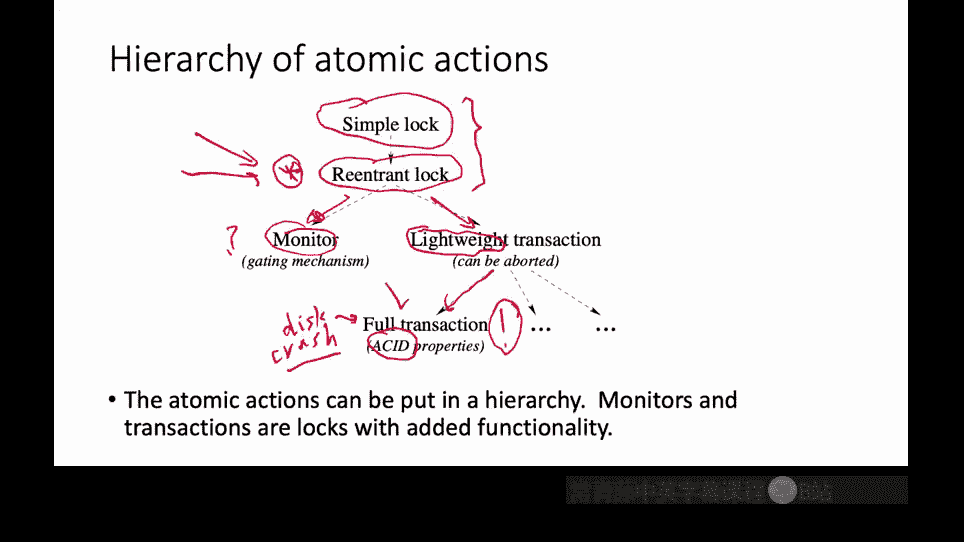 Hierarchy of atomic actions
Simple lock
Reentrant lock
? Monitor Lightweight transaction
(gating mechanism) (can be aborted)
disk Full transaction ! ... ...
crash (ACID properties)
• The atomic actions can be put in a hierarchy. Monitors and
transactions are locks with added functionality.